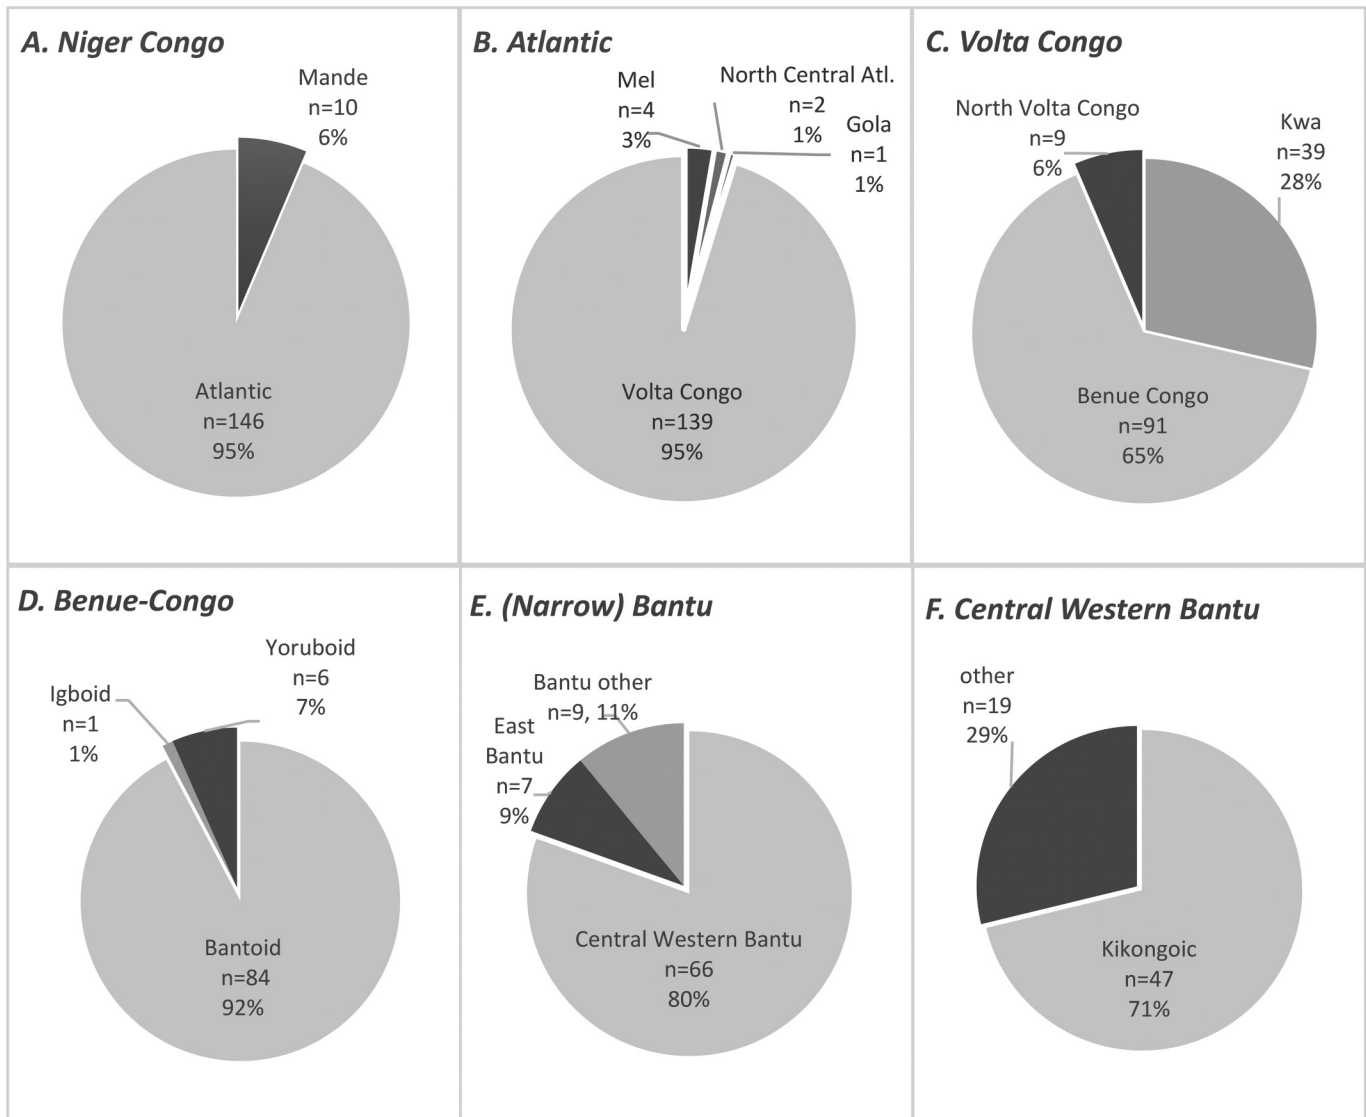 A. Niger Congo
Mande
n=10
6%
Atlantic
n=146
95%
B. Atlantic
Mel
n=4
3%
North Central Atl.
n=2
1%
Gola
n=1
1%
Volta Congo
n=139
95%
C. Volta Congo
North Volta Congo
n=9
6%
Kwa
n=39
28%
Benue Congo
n=91
65%
D. Benue-Congo
Yoruboid
n=6
7%
Igboid
n=1
1%
Bantoid
n=84
92%
E. (Narrow) Bantu
Bantu other
n=9, 11%
East
Bantu
n=7
9%
Central Western Bantu
n=66
80%
F. Central Western Bantu
other
n=19
29%
Kikongoic
n=47
71%